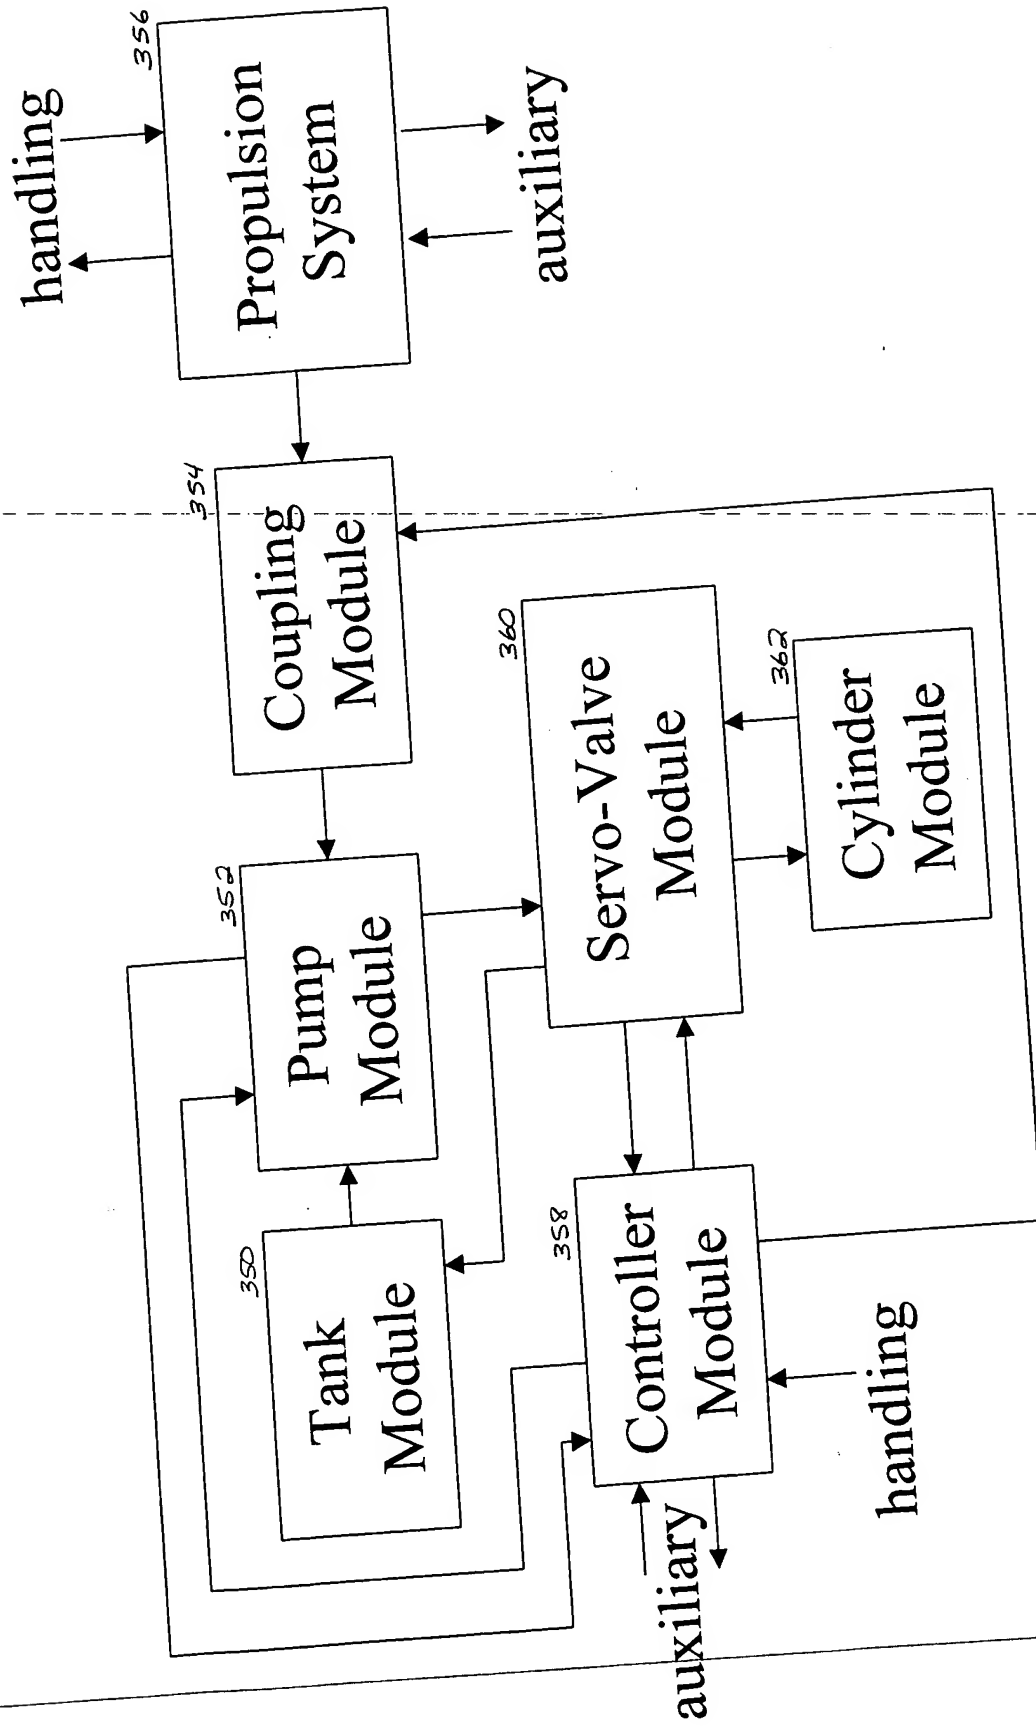 350
Tank
Module
352
Pump
Module
354
Coupling
Module
356
Propulsion
System
handling
auxiliary
358
Controller
Module
360
Servo-Valve
Module
362
Cylinder
Module
auxiliary
handling